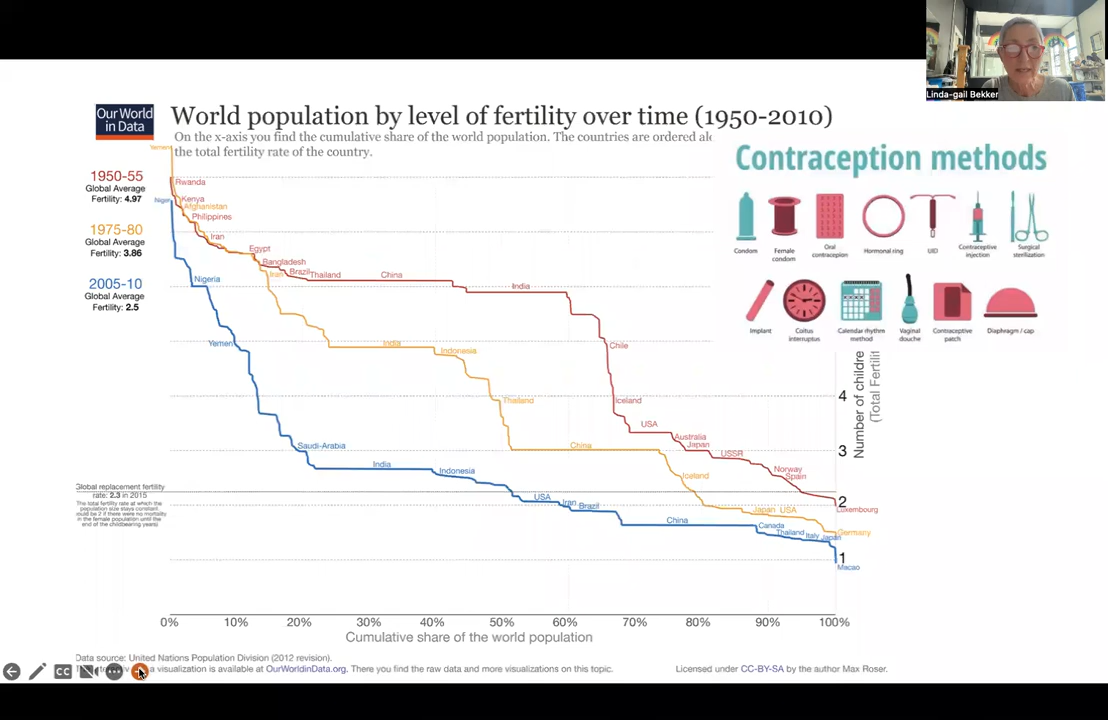 Linda-gail Bekker
Our World
in Data
World population by level of fertility over time (1950-2010)
On the x-axis you find the cumulative share of the world population. The countries are ordered
the total fertility rate of the country.
Contraception methods
Condom
Female
condom
Oral
contraception
Hormonal ring
UID
Contraceptive
injection
Surgical
sterilization
Implant
Coitus
interruptus
Calendar rhythm
method
Vaginal
douche
Contraceptive
patch
Diaphragm / cap
1950-55
Global Average
Fertility: 4.97
1975-80
Global Average
Fertility: 3.86
2005-10
Global Average
Fertility: 2.5
Yemen
Rwanda
Kenya
Niger
Afghanistan
Philippines
Iran
Egypt
Bangladesh
Iran
Brazil
Thailand
China
India
Nigeria
Yemen
India
Indonesia
Chile
Thailand
Iceland
USA
Australia
Japan
Saudi-Arabia
China
USSR
India
Indonesia
Norway
Spain
Iceland
USA
Iran
Brazil
Japan
USA
Luxembourg
China
Canada
Thailand
Italy
Japan
Germany
Macao
Number of childre
(Total Fertilit
4
3
2
1
Global replacement fertility
rate: 2.3 in 2015
The total fertility rate at which the
population size stays constant
would be 2 if there were no mortality
in the female population until the
end of the childbearing years)
0% 10% 20% 30% 40% 50% 60% 70% 80% 90% 100%
Cumulative share of the world population
Data source: United Nations Population Division (2012 revision).
a visualization is available at OurWorldinData.org. There you find the raw data and more visualizations on this topic.
Licensed under CC-BY-SA by the author Max Roser.
CC